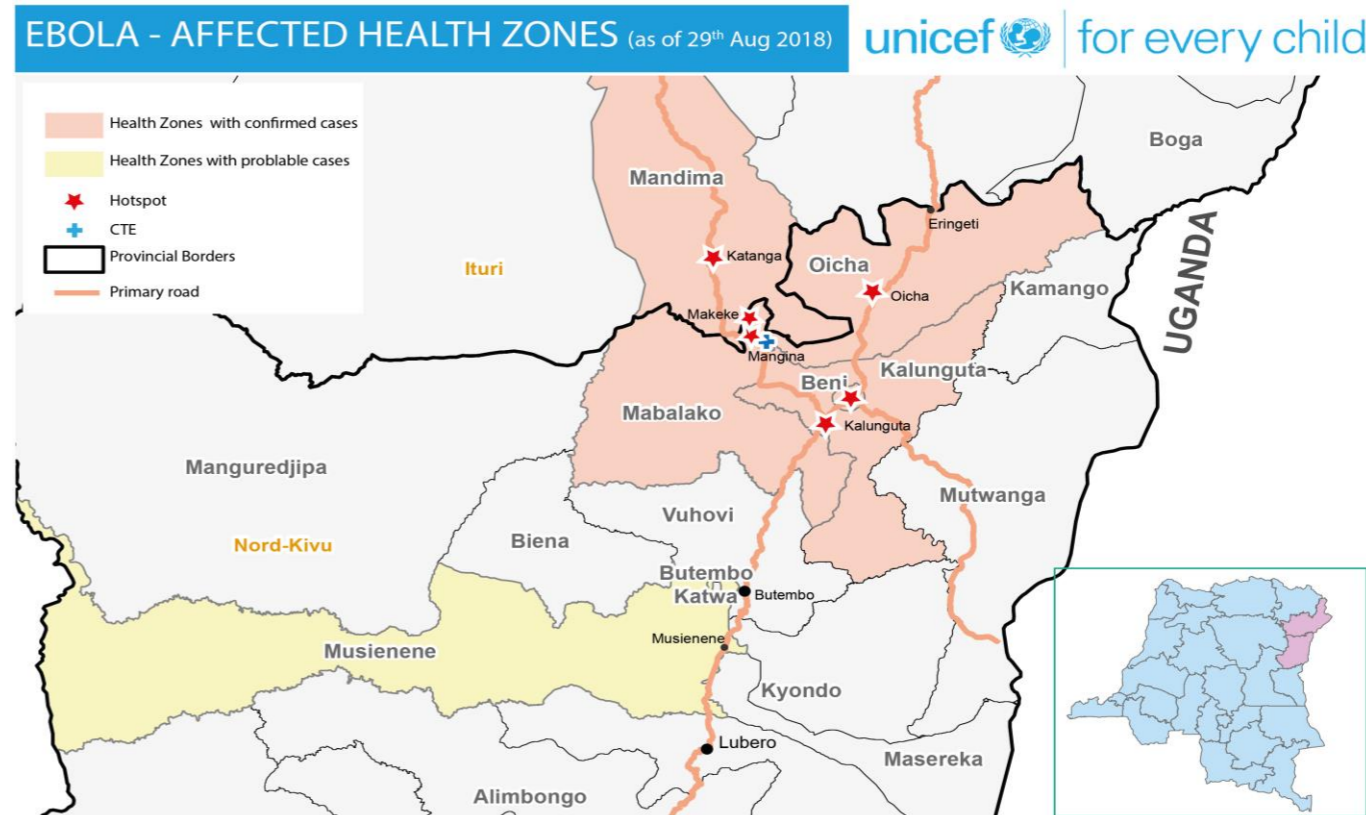 EBOLA - AFFECTED HEALTH ZONES (as of 29th Aug 2018)
unicef for every child
Health Zones with confirmed cases
Health Zones with problable cases
Hotspot
CTE
Provincial Borders
Primary road
Boga
Mandima
Eringeti
UGANDA
Katanga
Oicha
Ituri
Kamango
Oicha
Makeke
Mangina
Kalunguta
Beni
Mabalako
Kalunguta
Manguredjipa
Mutwanga
Vuhovi
Biena
Nord-Kivu
Butembo
Katwa
Butembo
Musienene
Musienene
Kyondo
Lubero
Masereka
Alimbongo